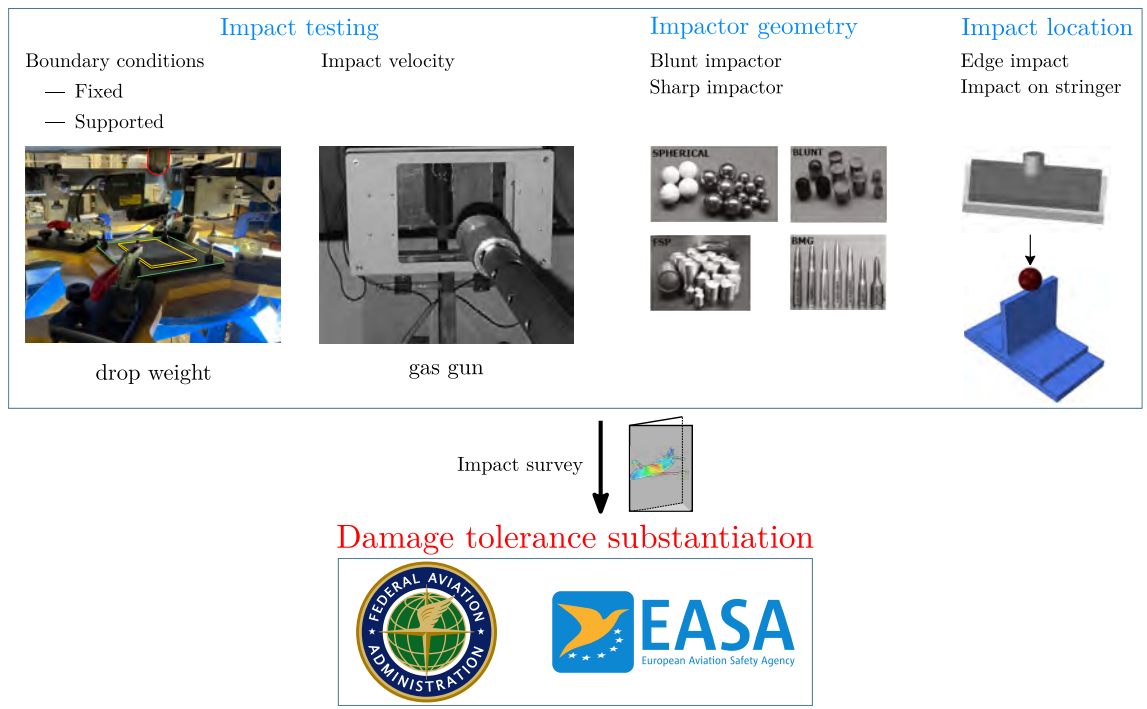 Impact testing
Boundary conditions
— Fixed
— Supported
Impact velocity
drop weight
gas gun
Impactor geometry
Blunt impactor
Sharp impactor
SPHERICAL
BLUNT
FSP
BMG
Impact location
Edge impact
Impact on stringer
Impact survey
Damage tolerance substantiation
FEDERAL AVIATION
ADMINISTRATION
EASA
European Aviation Safety Agency